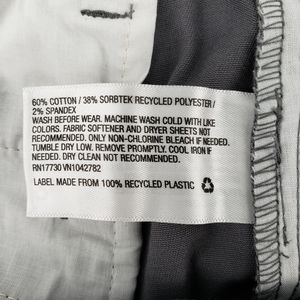 60% COTTON / 38% SORBTEK RECYCLED POLYESTER /
2% SPANDEX
WASH BEFORE WEAR. MACHINE WASH COLD WITH LIKE
COLORS. FABRIC SOFTENER AND DRYER SHEETS NOT
RECOMMENDED. ONLY NON-CHLORINE BLEACH IF NEEDED.
TUMBLE DRY LOW. REMOVE PROMPTLY. COOL IRON IF
NEEDED. DRY CLEAN NOT RECOMMENDED.
RN17730 VN1042782
LABEL MADE FROM 100% RECYCLED PLASTIC